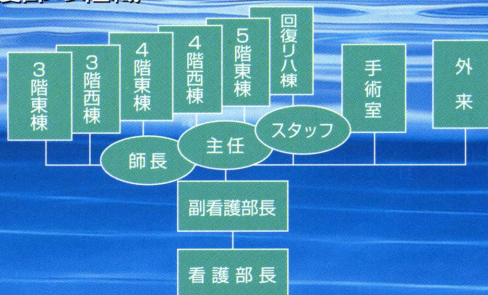 3階東棟
3階西棟
4階東棟
4階西棟
5階東棟
回復リハ棟
手術室
外来
師長
主任
スタッフ
副看護部長
看護部長